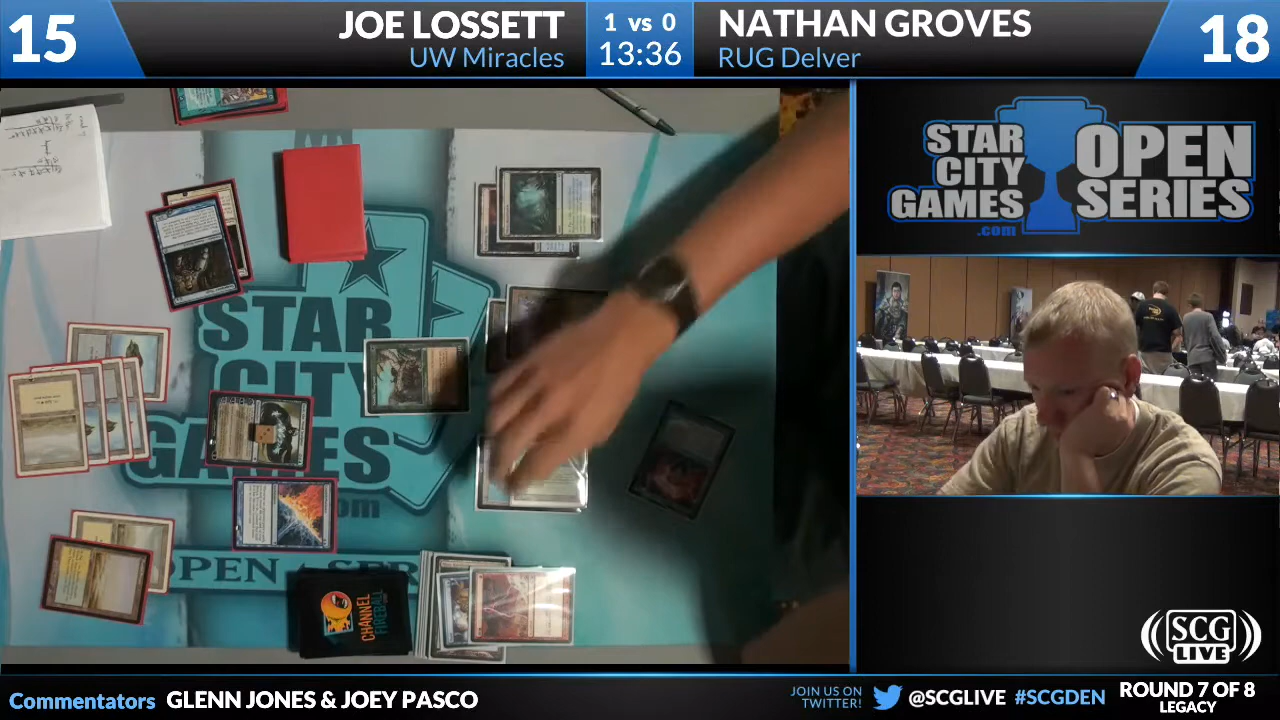 15
JOE LOSSETT
UW Miracles
1 vs 0
13:36
NATHAN GROVES
RUG Delver
18
STAR CITY GAMES .com
OPEN SERIES
STAR
CITY
GAMES
.com
OPEN SER
CHANNEL
FIREBALL
SCG
LIVE
Commentators GLENN JONES & JOEY PASCO
JOIN US ON
TWITTER!
@SCGLIVE #SCGDEN
ROUND 7 OF 8
LEGACY